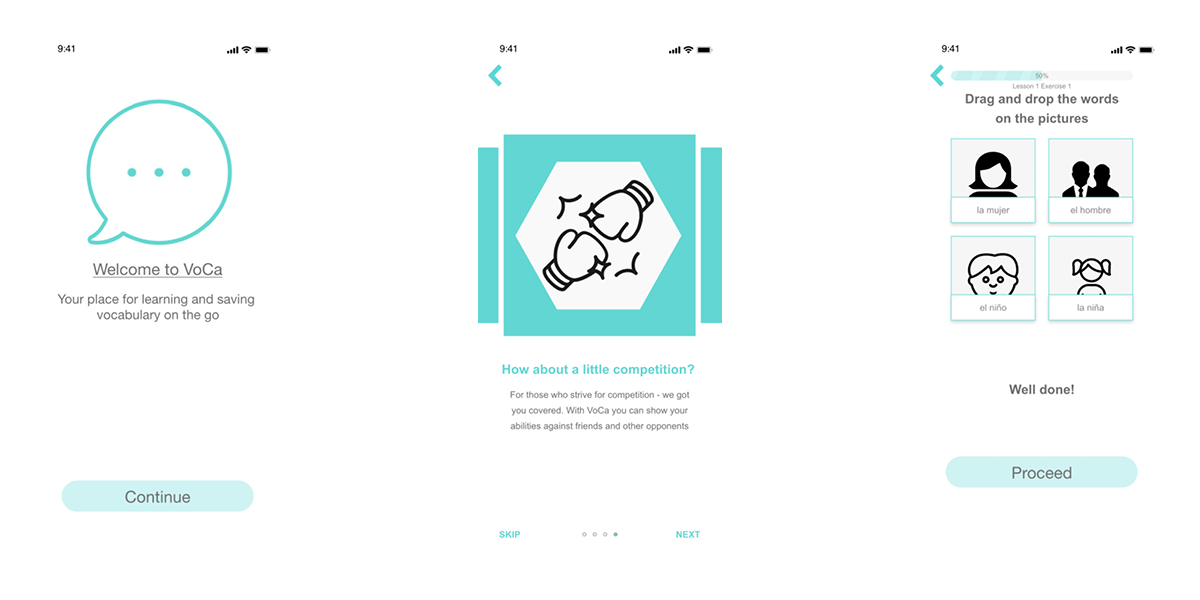 9:41
Welcome to VoCa
Your place for learning and saving
vocabulary on the go
Continue
9:41
How about a little competition?
For those who strive for competition - we got
you covered. With VoCa you can show your
abilities against friends and other opponents
SKIP
NEXT
9:41
50%
Lesson 1 Exercise 1
Drag and drop the words
on the pictures
la mujer
el hombre
el niño
la niña
Well done!
Proceed